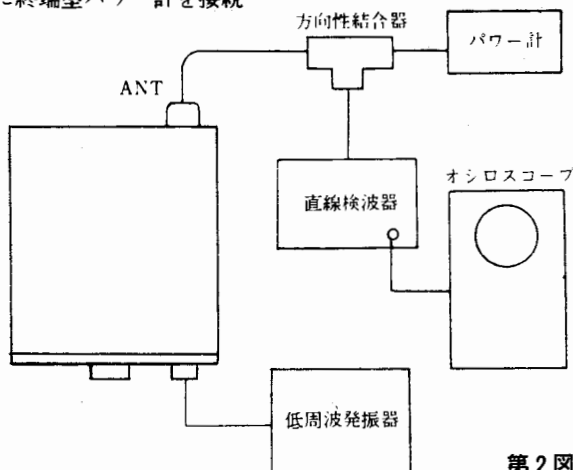 に終端型パワー計を接続
方向性結合器
パワー計
ANT
直線検波器
オシロスコープ
低周波発振器
第2図